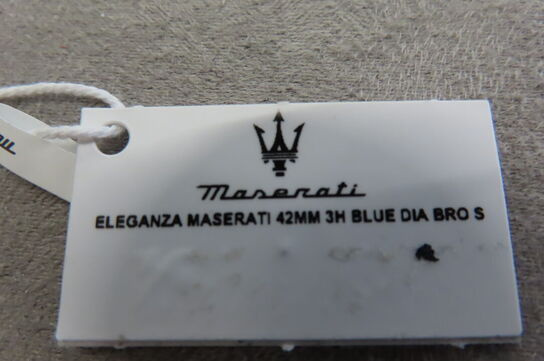 Maserati
ELEGANZA MASERATI 42MM 3H BLUE DIA BRO S